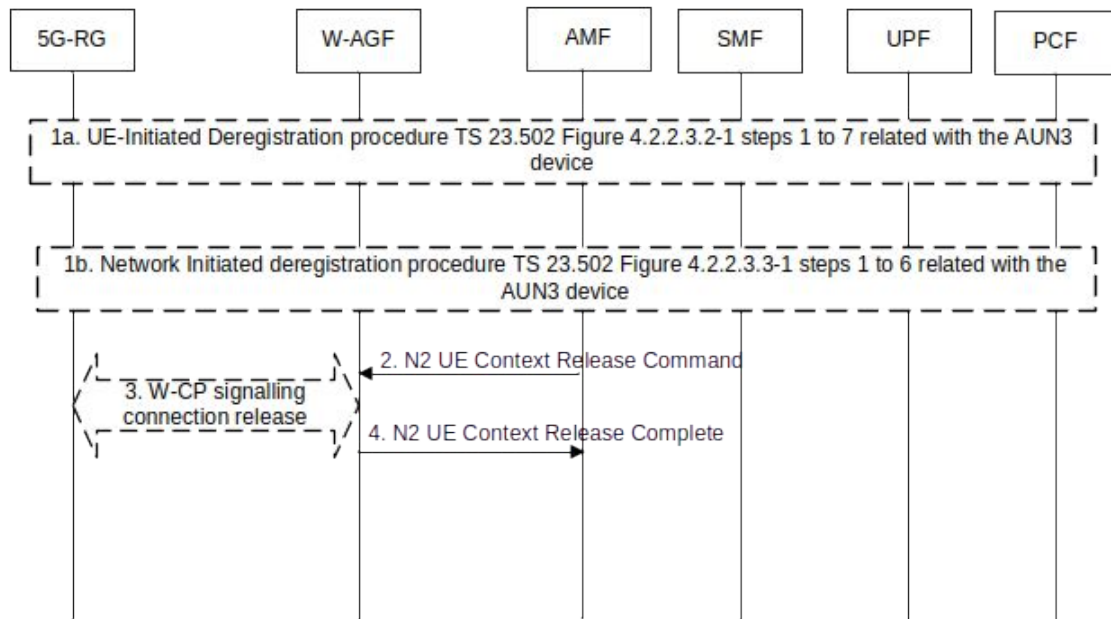 5G-RG
W-AGF
AMF
SMF
UPF
PCF
1a. UE-Initiated Deregistration procedure TS 23.502 Figure 4.2.2.3.2-1 steps 1 to 7 related with the AUN3
device
1b. Network Initiated deregistration procedure TS 23.502 Figure 4.2.2.3.3-1 steps 1 to 6 related with the
AUN3 device
2. N2 UE Context Release Command
3. W-CP signalling
connection release
4. N2 UE Context Release Complete